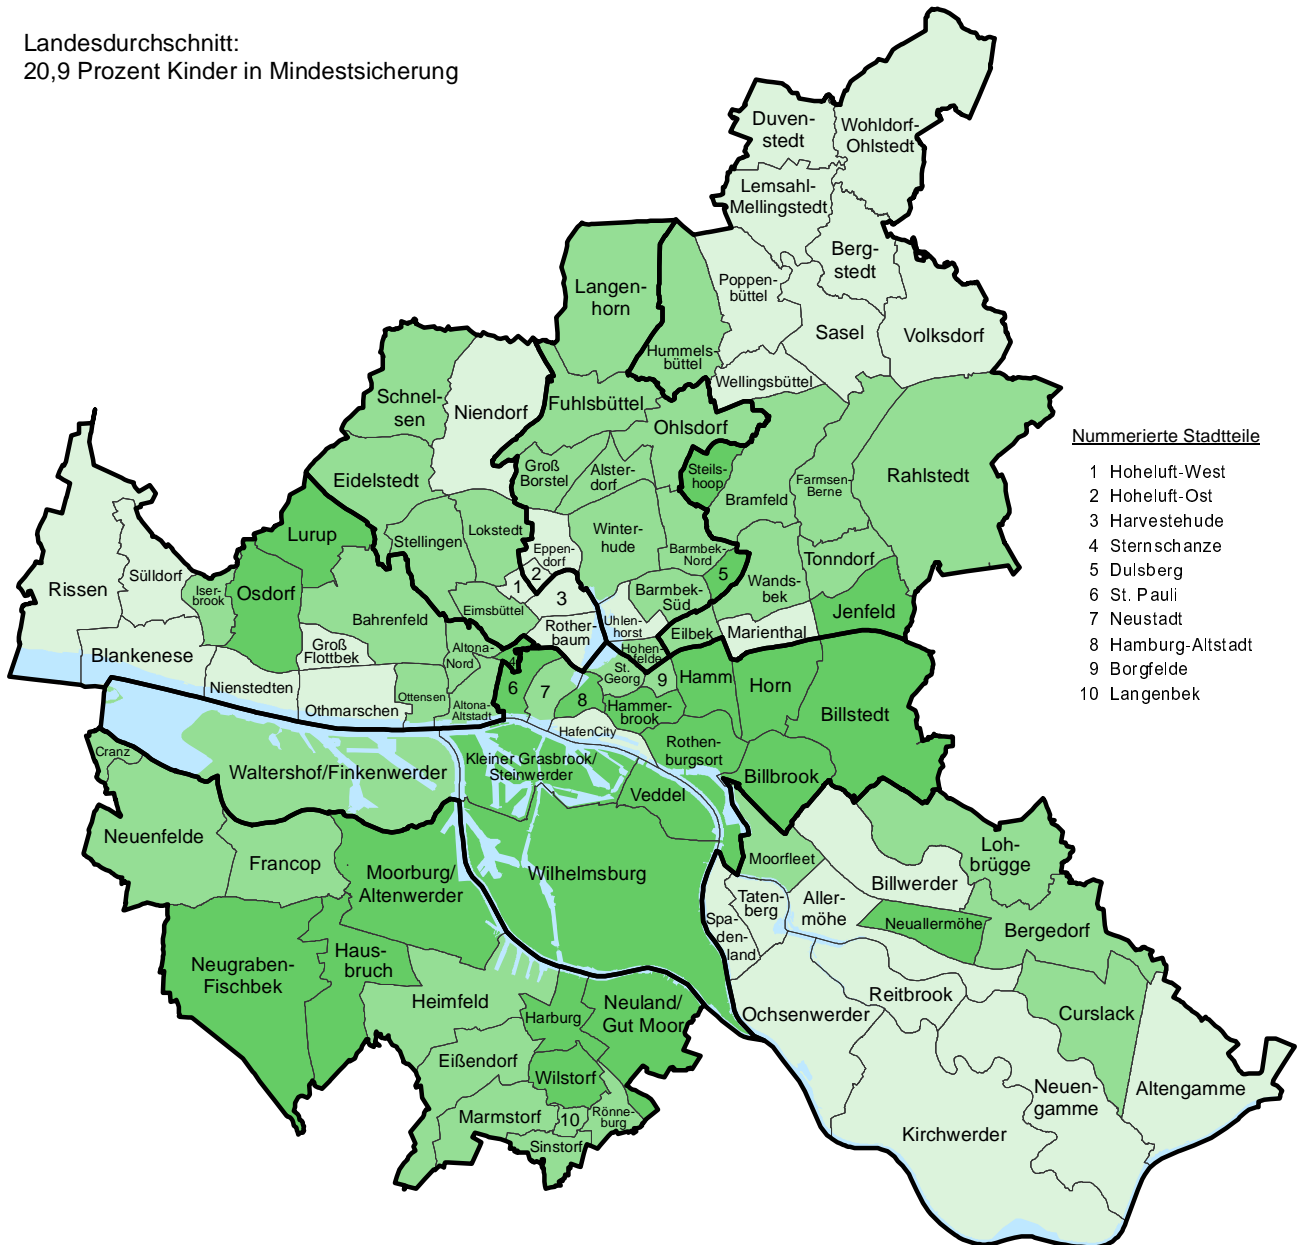 Landesdurchschnitt:
20,9 Prozent Kinder in Mindestsicherung
Duven-
stedt
Wohldorf-
Ohlstedt
Lemsahl-
Mellingstedt
Berg-
stedt
Poppen-
büttel
Sasel
Volksdorf
Langen-
horn
Hummels-
büttel
Wellingsbüttel
Schnel-
sen
Niendorf
Fuhlsbüttel
Ohlsdorf
Eidelstedt
Groß
Borstel
Alster-
dorf
Steils-
hoop
Bramfeld
Farmsen-
Berne
Rahlstedt
Lurup
Stellingen
Lokstedt
Winter-
hude
Eppen-
dorf
Barmbek-
Nord
Tonndorf
Rissen
Sülldorf
Iser-
brook
Osdorf
Bahrenfeld
Eimsbüttel
1
2
3
5
Barmbek-
Süd
Wands-
bek
Jenfeld
Rother-
baum
Uhlen-
horst
Eilbek
Marienthal
Groß
Flottbek
Blankenese
Altona-
Nord
4
Hohen-
felde
Nienstedten
Othmarschen
Ottensen
Altona-
Altstadt
6
7
8
St.
Georg
9
Hamm
Horn
Billstedt
Hammer-
brook
HafenCity
Rothen-
burgsort
Billbrook
Cranz
Waltershof/Finkenwerder
Kleiner Grasbrook/
Steinwerder
Veddel
Neuenfelde
Francop
Moorburg/
Altenwerder
Wilhelmsburg
Moorfleet
Billwerder
Loh-
brügge
Taten-
berg
Aller-
möhe
Neuallermöhe
Bergedorf
Spa-
den-
land
Neugraben-
Fischbek
Haus-
bruch
Heimfeld
Harburg
Neuland/
Gut Moor
Ochsenwerder
Reitbrook
Curslack
Eißendorf
Wilstorf
Neuen-
gamme
Altengamme
Marmstorf
10
Rönne-
burg
Sinstorf
Kirchwerder
Nummerierte Stadtteile
1 Hoheluft-West
2 Hoheluft-Ost
3 Harvestehude
4 Sternschanze
5 Dulsberg
6 St. Pauli
7 Neustadt
8 Hamburg-Altstadt
9 Borgfelde
10 Langenbek